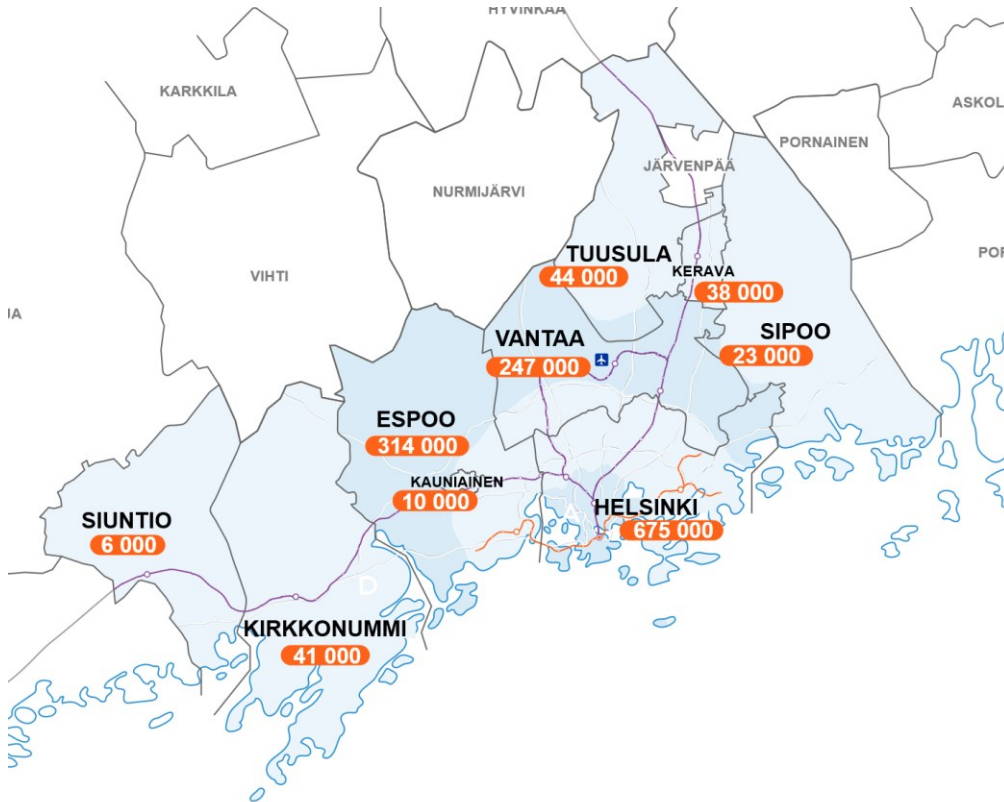 HYVINKÄÄ
KARKKILA
ASKOL
PORNAINEN
JÄRVENPÄÄ
NURMIJÄRVI
TUUSULA
44 000
KERAVA
38 000
VIHTI
POR
JA
VANTAA
247 000
SIPOO
23 000
ESPOO
314 000
KAUNIAINEN
10 000
HELSINKI
675 000
A
SIUNTIO
6 000
D
KIRKKONUMMI
41 000